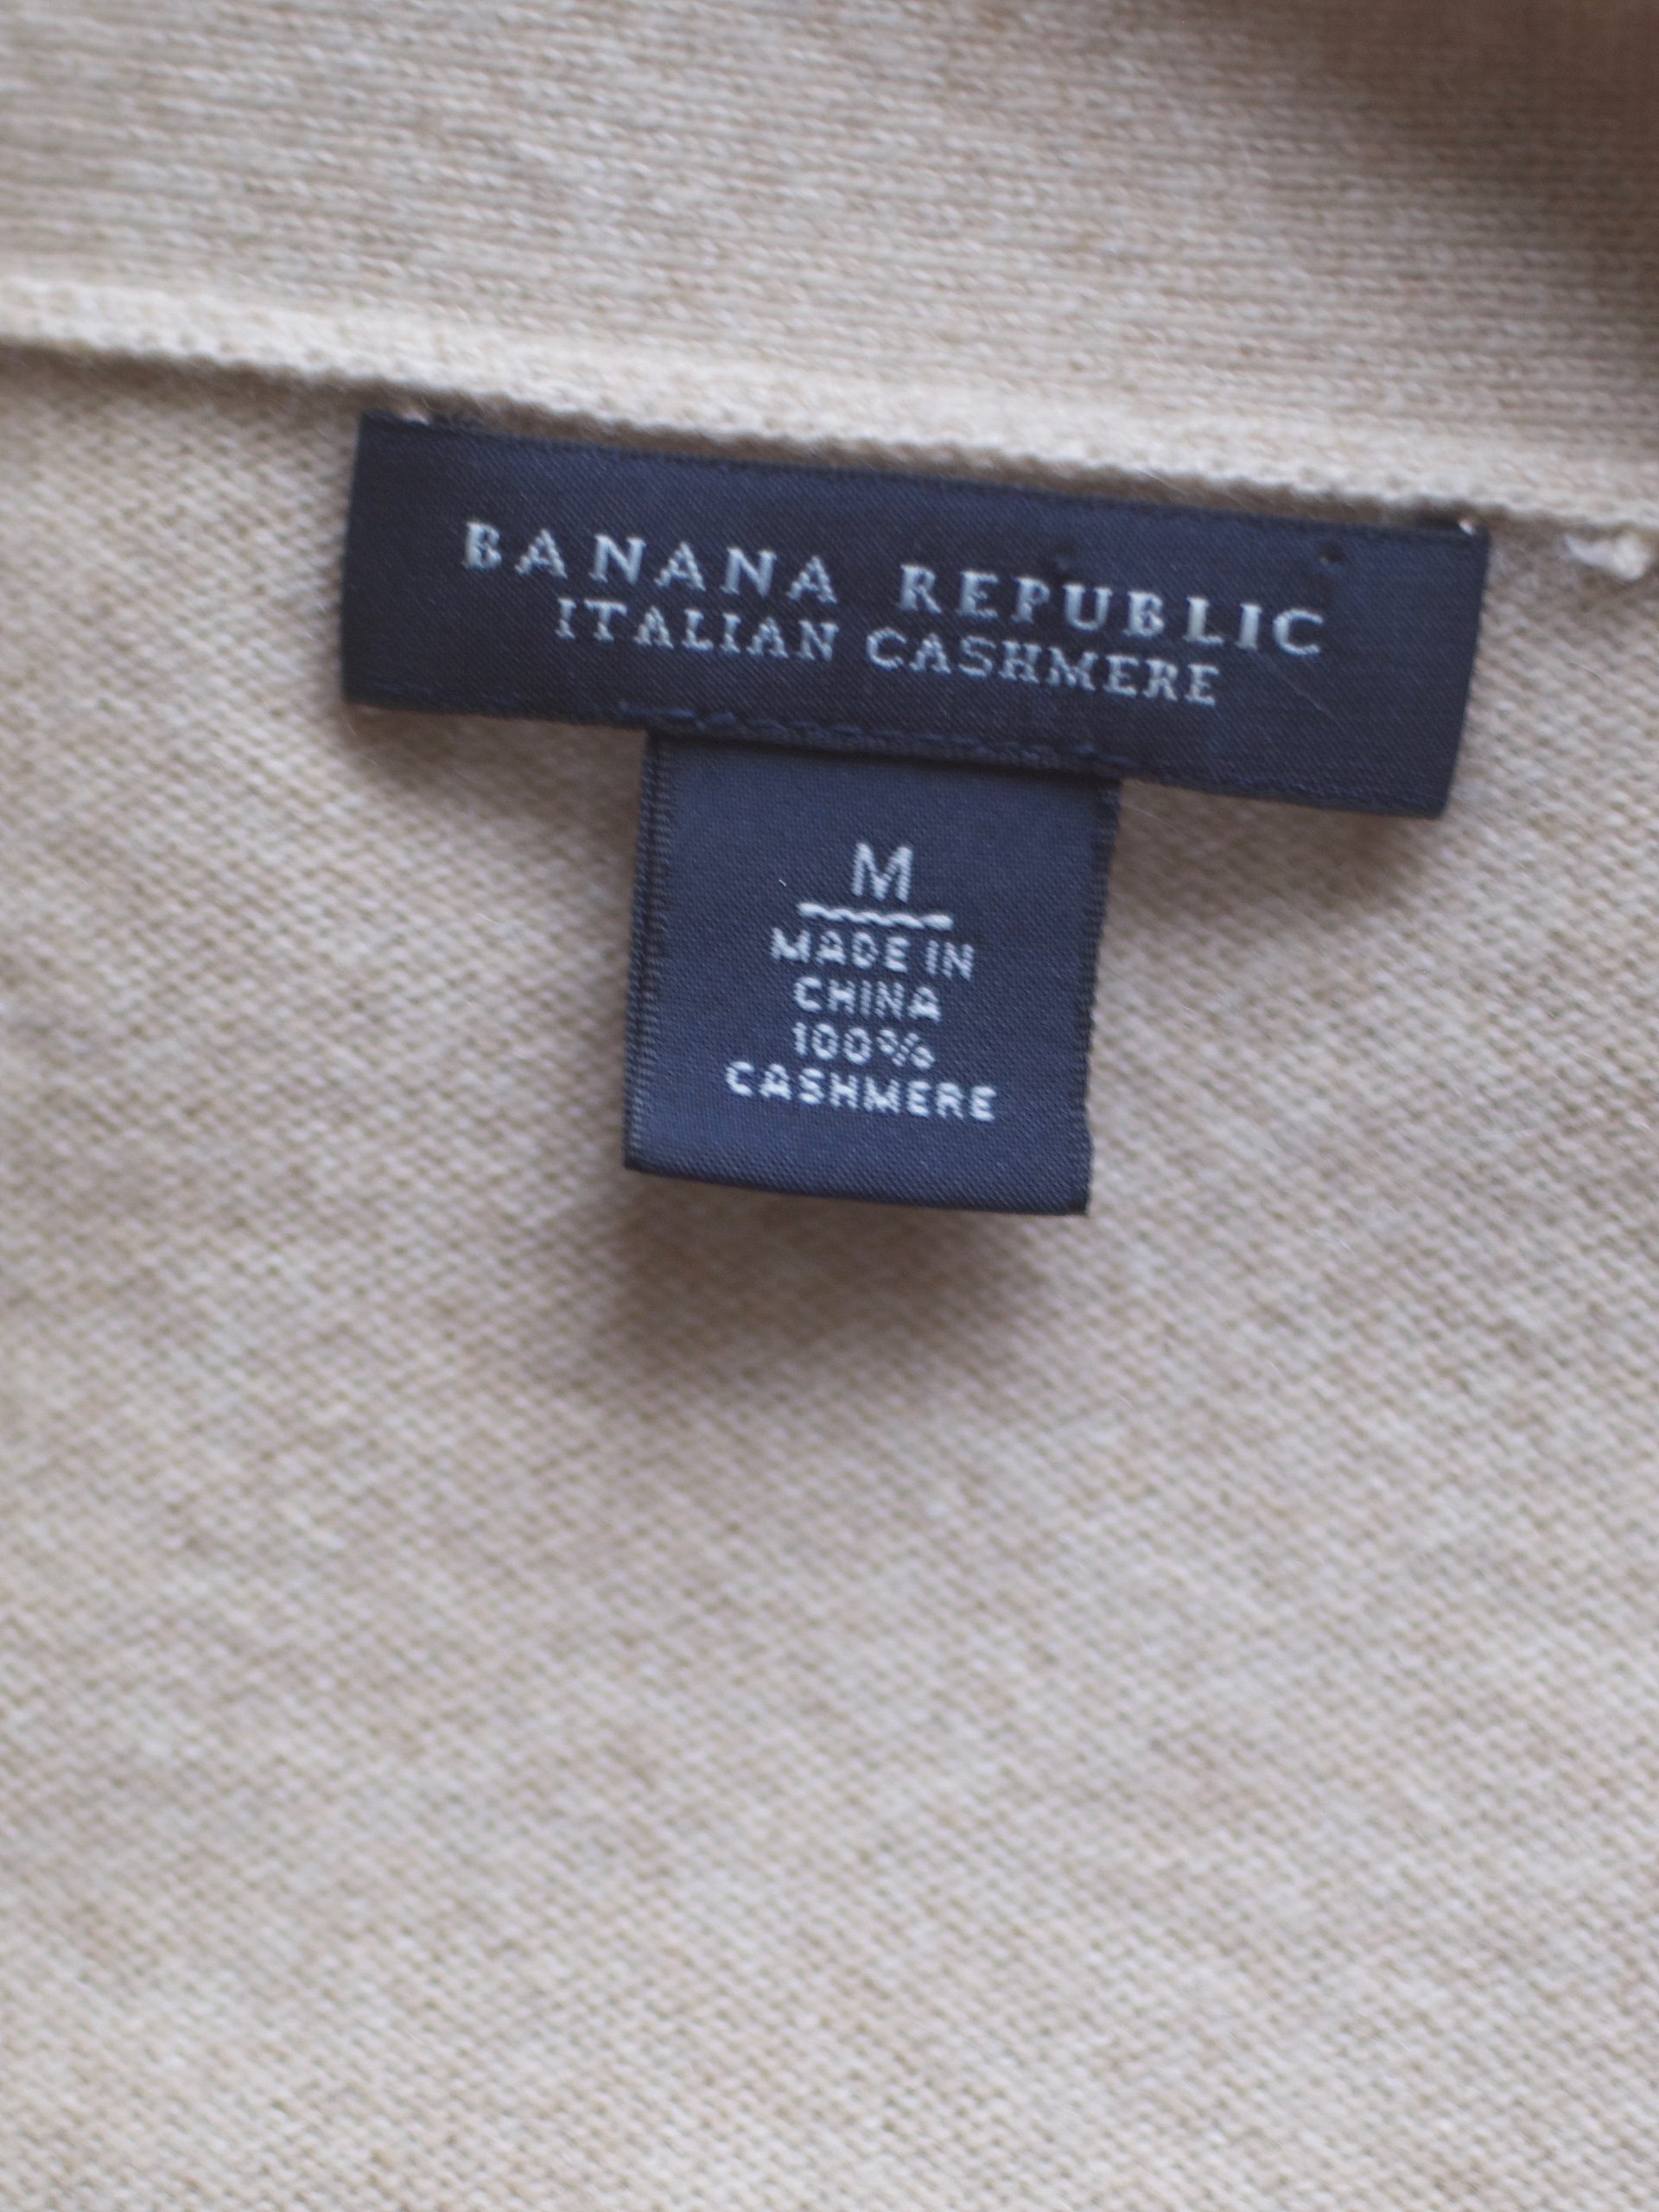 BANANA REPUBLIC
ITALIAN CASHMERE
M
MADE IN
CHINA
100%
CASHMERE